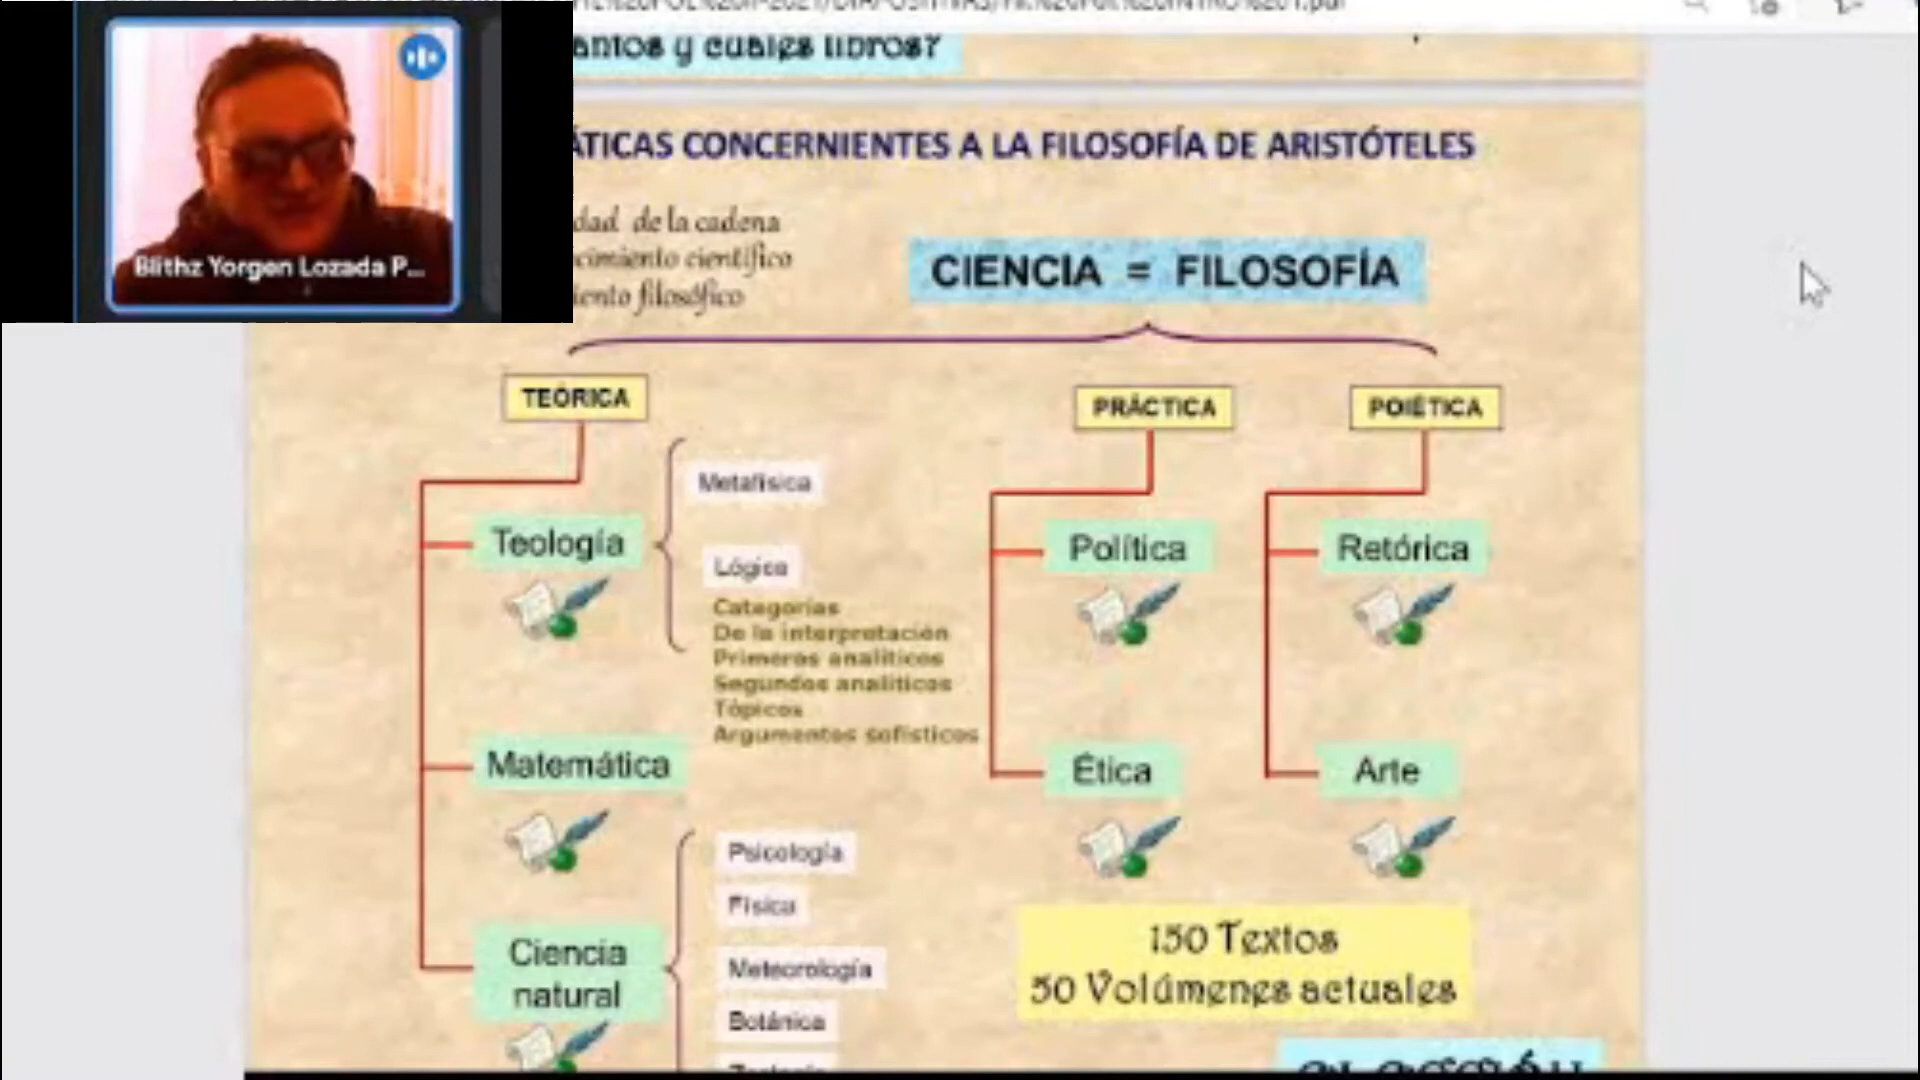 antos y cuales libros?
ÁTICAS CONCERNIENTES A LA FILOSOFÍA DE ARISTÓTELES
Blithz Yorgen Lozada P...
dad de la cadena
cimiento científico
iento filosófico
CIENCIA = FILOSOFÍA
TEÓRICA
PRÁCTICA
POIÉTICA
Metafísica
Teología
Lógica
Categorías
De la interpretación
Primeros analíticos
Segundos analíticos
Tópicos
Argumentos sofísticos
Política
Retórica
Matemática
Ética
Arte
Psicología
Física
Ciencia
natural
Meteorología
Botánica
150 Textos
50 Volúmenes actuales